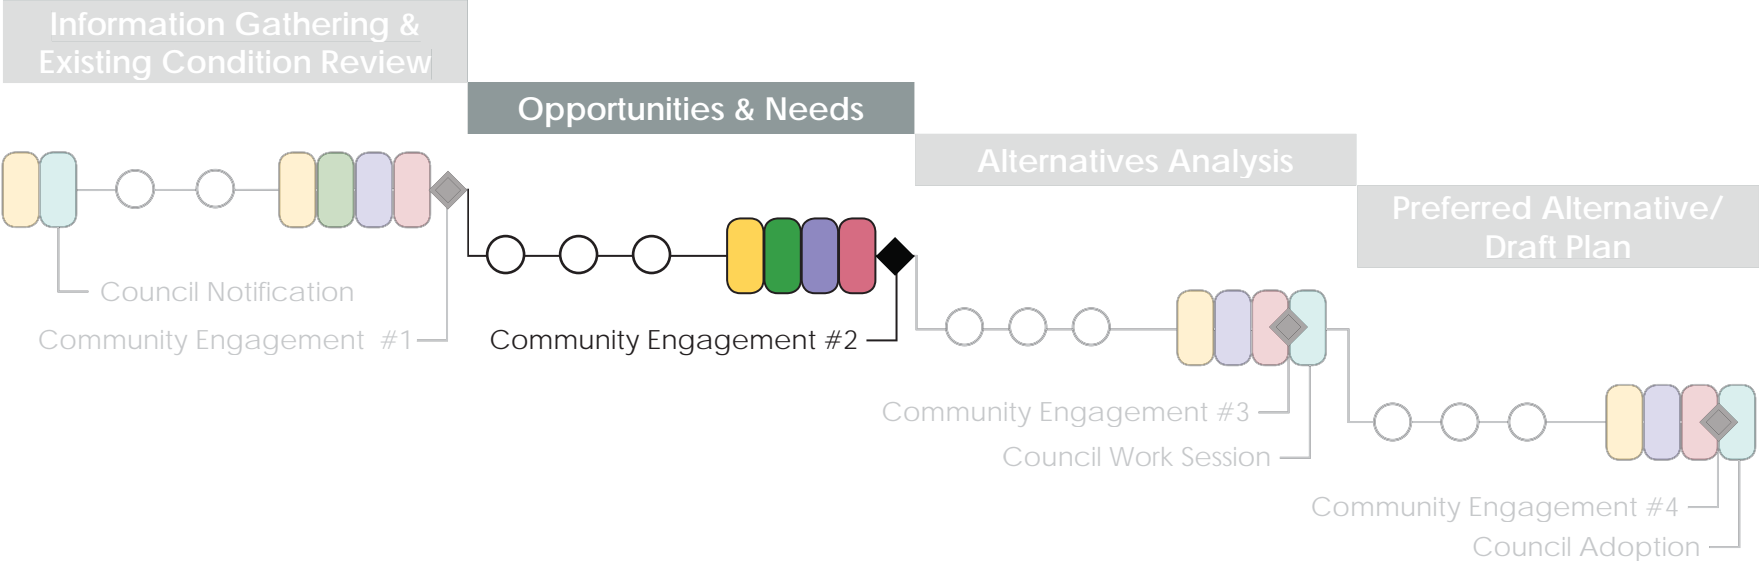 Information Gathering &
Existing Condition Review
Opportunities & Needs
Alternatives Analysis
Preferred Alternative/
Draft Plan
Council Notification
Community Engagement #1
Community Engagement #2
Community Engagement #3
Council Work Session
Community Engagement #4
Council Adoption